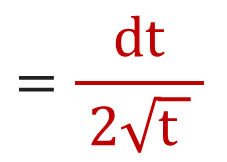 = dt / 2√t